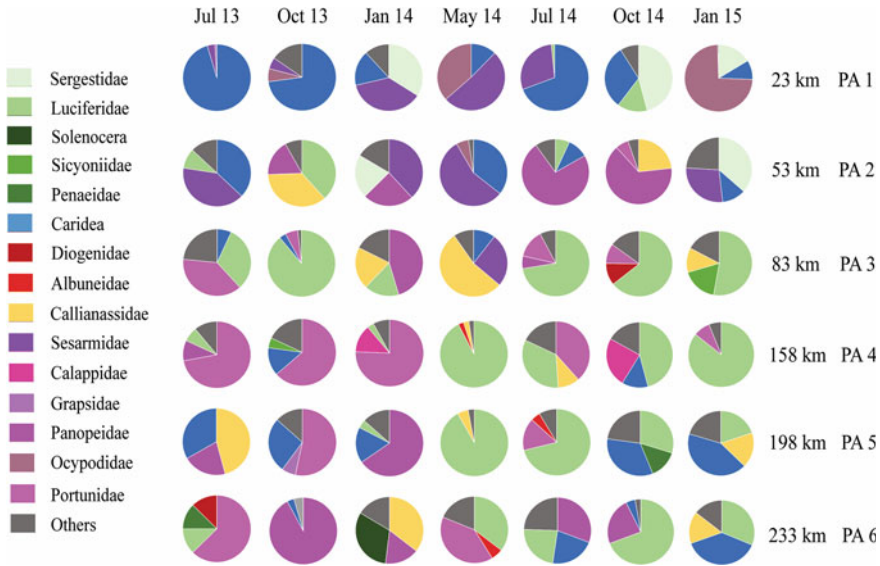 Jul 13 Oct 13 Jan 14 May 14 Jul 14 Oct 14 Jan 15
Sergestidae
Luciferidae
Solenocera
Sicyoniidae
Penaeidae
Caridea
Diogenidae
Albuneidae
Callianassidae
Sesarmidae
Calappidae
Grapsidae
Panopeidae
Ocypodidae
Portunidae
Others
23 km PA 1
53 km PA 2
83 km PA 3
158 km PA 4
198 km PA 5
233 km PA 6